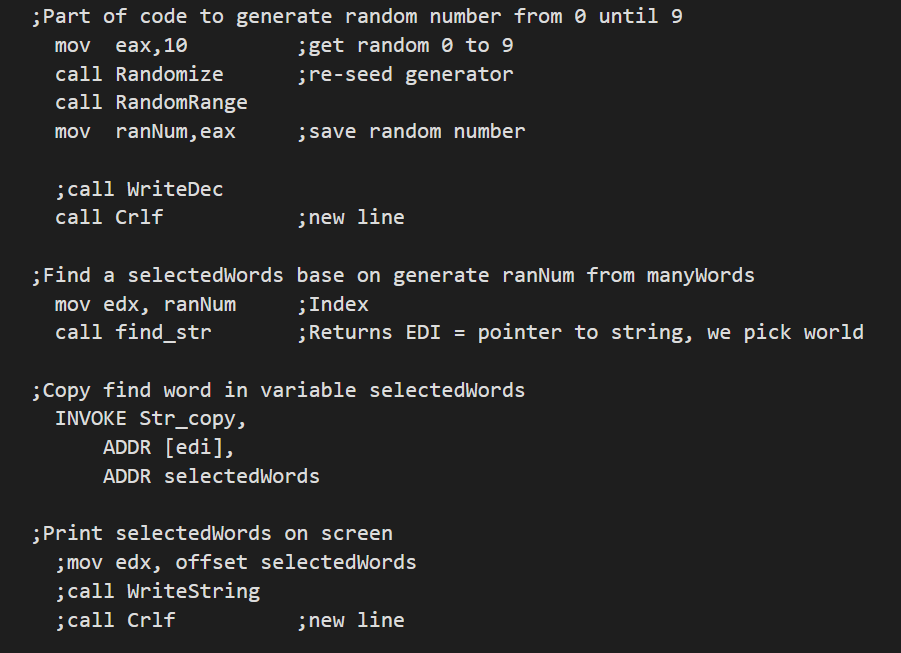 ;Part of code to generate random number from 0 until 9
mov  eax,10         ;get random 0 to 9
call Randomize      ;re-seed generator
call RandomRange
mov  ranNum,eax     ;save random number
;call WriteDec
call Crlf           ;new line
;Find a selectedWords base on generate ranNum from manyWords
mov edx, ranNum     ;Index
call find_str       ;Returns EDI = pointer to string, we pick world
;Copy find word in variable selectedWords
INVOKE Str_copy,
ADDR [edi],
ADDR selectedWords
;Print selectedWords on screen
;mov edx, offset selectedWords
;call WriteString
;call Crlf          ;new line